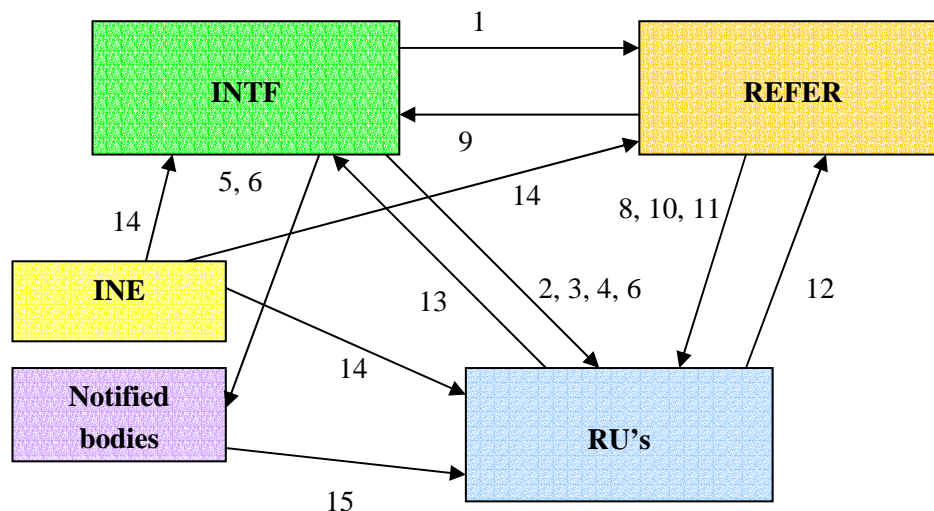 1
INTF
REFER
9
5, 6
14
14
8, 10, 11
INE
13
2, 3, 4, 6
12
14
Notified
bodies
RU’s
15